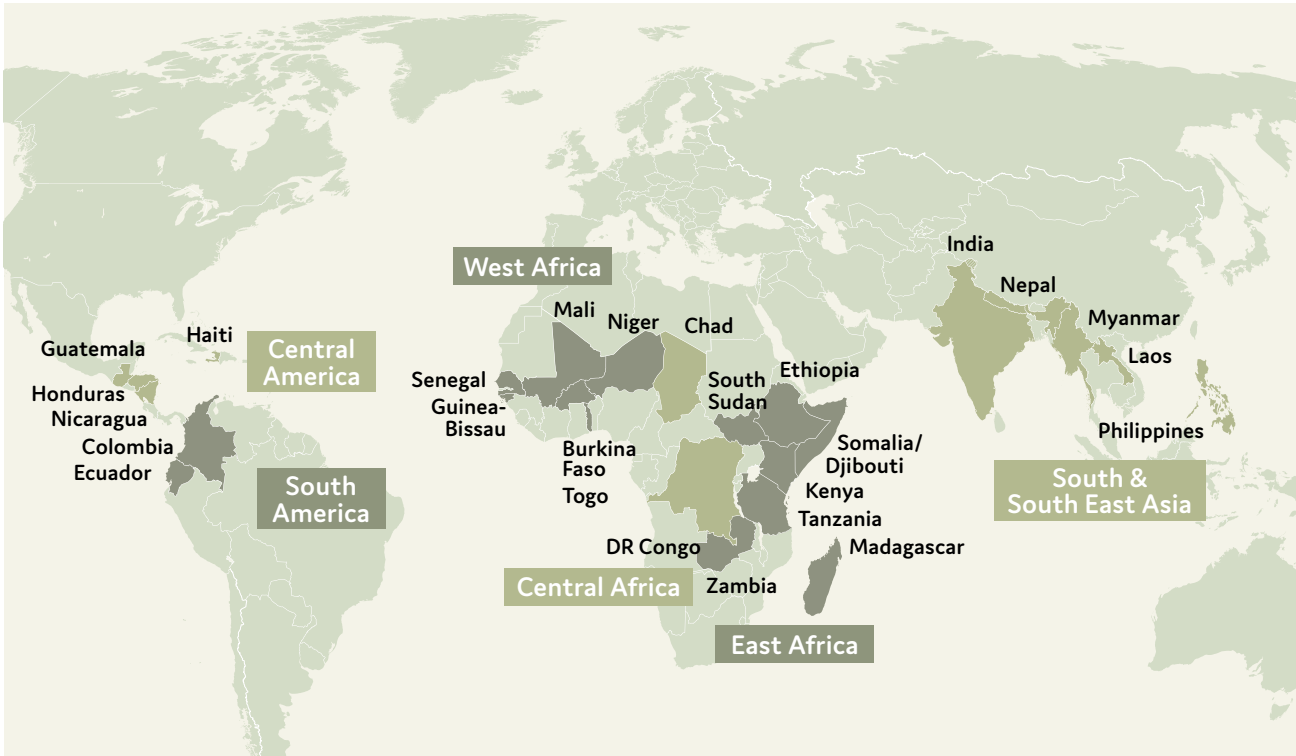 India
West Africa
Nepal
Mali
Niger
Chad
Myanmar
Haiti
Central
America
Guatemala
Laos
Ethiopia
Senegal
South
Sudan
Honduras
Guinea-
Bissau
Nicaragua
Philippines
Colombia
Burkina
Faso
Somalia/
Djibouti
Ecuador
South
America
South &
South East Asia
Togo
Kenya
Tanzania
DR Congo
Madagascar
Central Africa
Zambia
East Africa